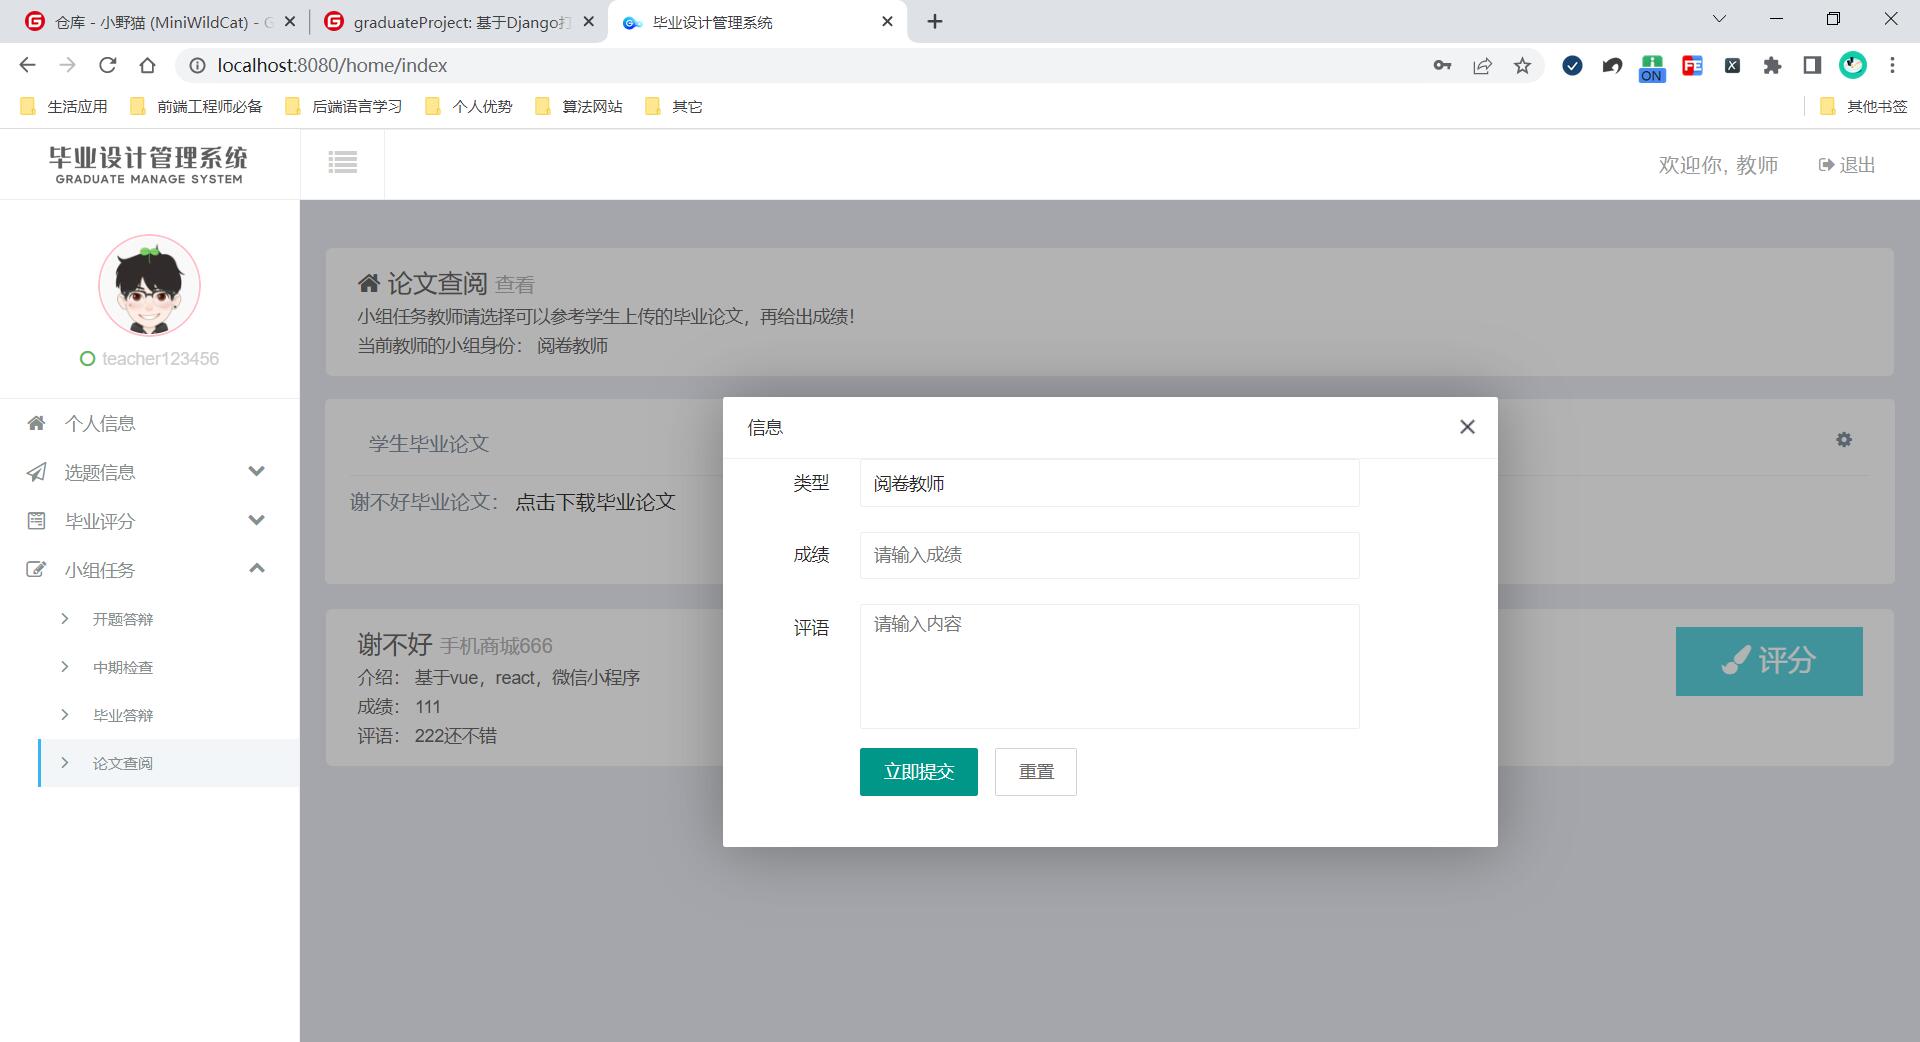 仓库 - 小野猫 (MiniWildCat) - G
graduateProject: 基于Django打
毕业设计管理系统
localhost:8080/home/index
ON
FE
X
生活应用
前端工程师必备
后端语言学习
个人优势
算法网站
其它
其他书签
毕业设计管理系统
GRADUATE MANAGE SYSTEM
欢迎你, 教师
退出
teacher123456
个人信息
选题信息
毕业评分
小组任务
开题答辩
中期检查
毕业答辩
论文查阅
论文查阅 查看
小组任务教师请选择可以参考学生上传的毕业论文，再给出成绩！
当前教师的小组身份： 阅卷教师
学生毕业论文
谢不好毕业论文： 点击下载毕业论文
谢不好 手机商城666
介绍： 基于vue，react，微信小程序
成绩： 111
评语： 222还不错
评分
信息
类型 阅卷教师
成绩 请输入成绩
评语 请输入内容
立即提交 重置